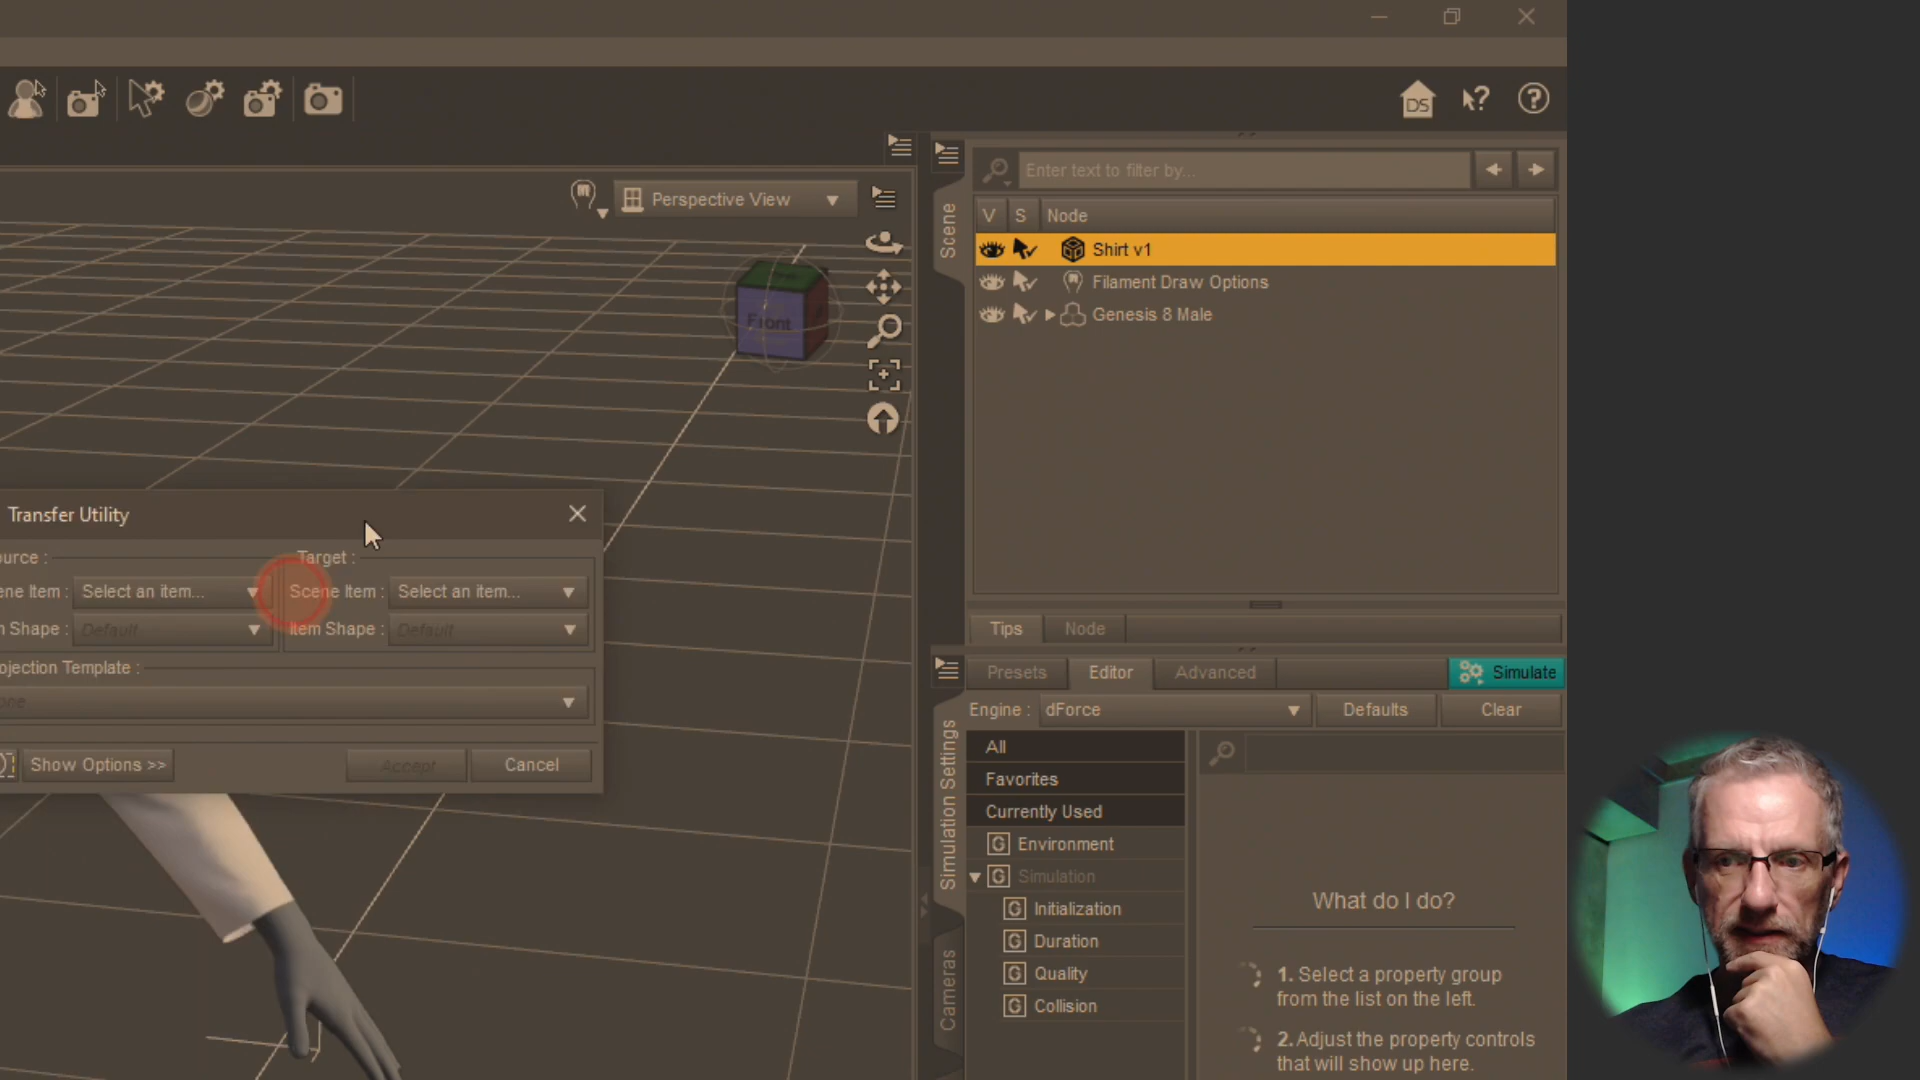 DS
?
?
Perspective View
Front
Enter text to filter by...
Scene
V S Node
Shirt v1
Filament Draw Options
Genesis 8 Male
Transfer Utility
ource :
Target :
ene Item : Select an item...
Scene Item : Select an item...
m Shape : Default
Item Shape : Default
ojection Template :
one
Show Options >>
Accept
Cancel
Tips
Node
Presets
Editor
Advanced
Simulate
Engine : dForce
Defaults
Clear
Simulation Settings
Cameras
All
Favorites
Currently Used
G Environment
G Simulation
G Initialization
G Duration
G Quality
G Collision
What do I do?
1. Select a property group
from the list on the left.
2. Adjust the property controls
that will show up here.